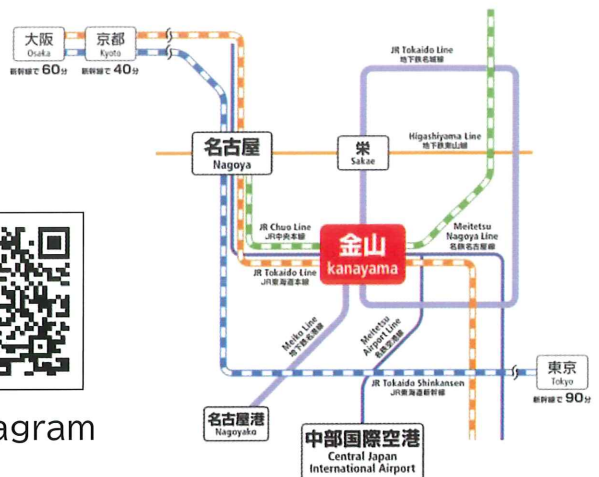 大阪
Osaka
新幹線で 60分
京都
Kyoto
新幹線で 40分
JR Tokaido Line
地下鉄名城線
名古屋
Nagoya
栄
Sakae
Higashiyama Line
地下鉄東山線
JR Chuo Line
JR中央本線
金山
kanayama
Meitetsu
Nagoya Line
名鉄名古屋線
JR Tokaido Line
JR東海道本線
Meiko Line
地下鉄名港線
Meitetsu
Airport Line
名鉄空港線
JR Tokaido Shinkansen
JR東海道新幹線
東京
Tokyo
新幹線で 90分
名古屋港
Nagoyako
中部国際空港
Central Japan
International Airport
agram